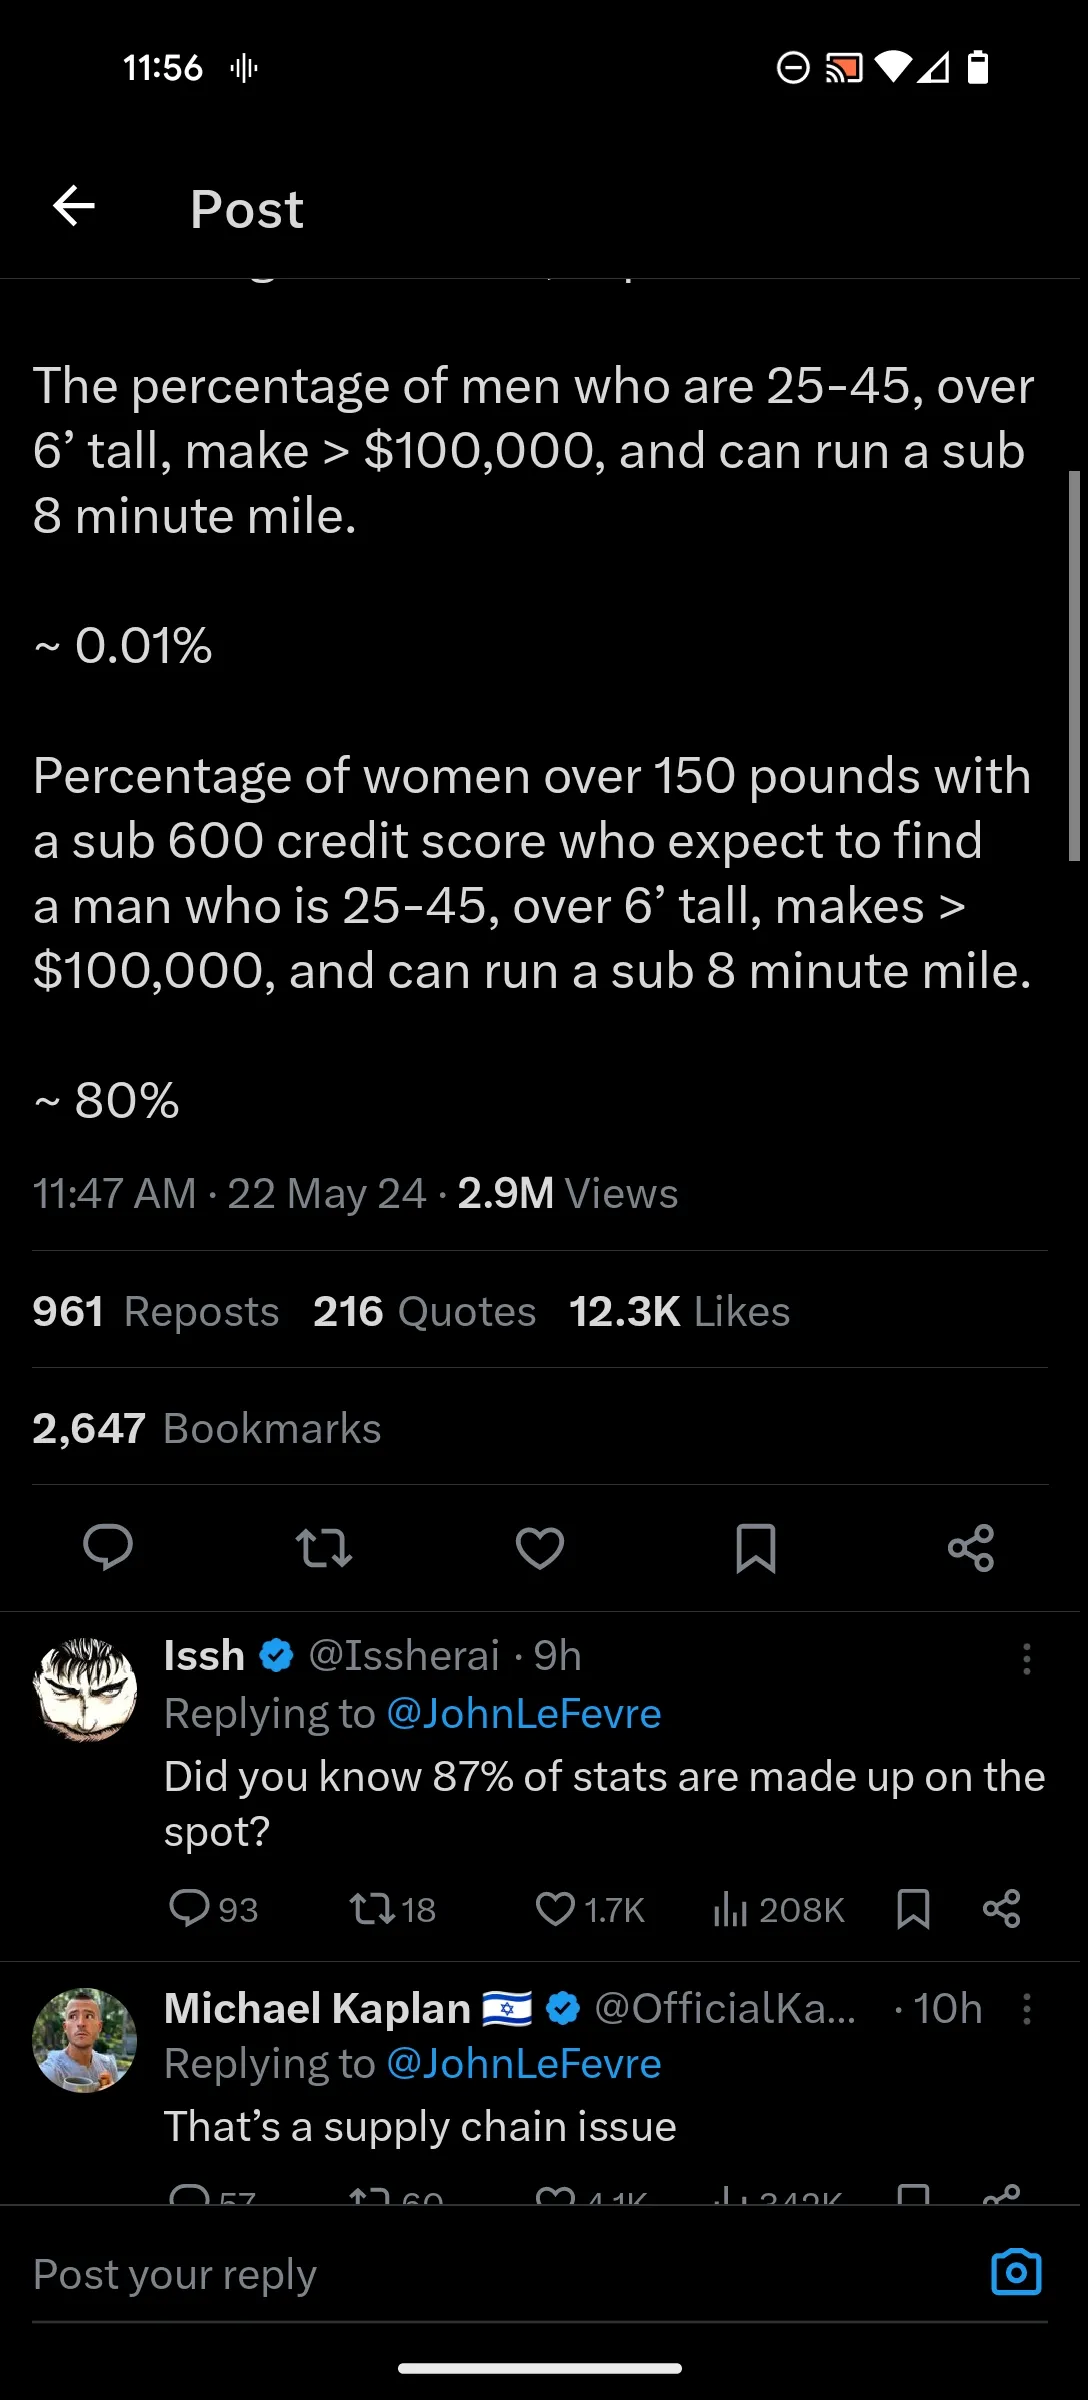 11:56
Post
The percentage of men who are 25-45, over
6’ tall, make > $100,000, and can run a sub
8 minute mile.
~ 0.01%
Percentage of women over 150 pounds with
a sub 600 credit score who expect to find
a man who is 25-45, over 6’ tall, makes >
$100,000, and can run a sub 8 minute mile.
~ 80%
11:47 AM · 22 May 24 · 2.9M Views
961 Reposts 216 Quotes 12.3K Likes
2,647 Bookmarks
Issh @Issherai · 9h
Replying to @JohnLeFevre
Did you know 87% of stats are made up on the
spot?
93 18 1.7K 208K
Michael Kaplan @OfficialKa... · 10h
Replying to @JohnLeFevre
That’s a supply chain issue
57 60 4.1K 342K
Post your reply